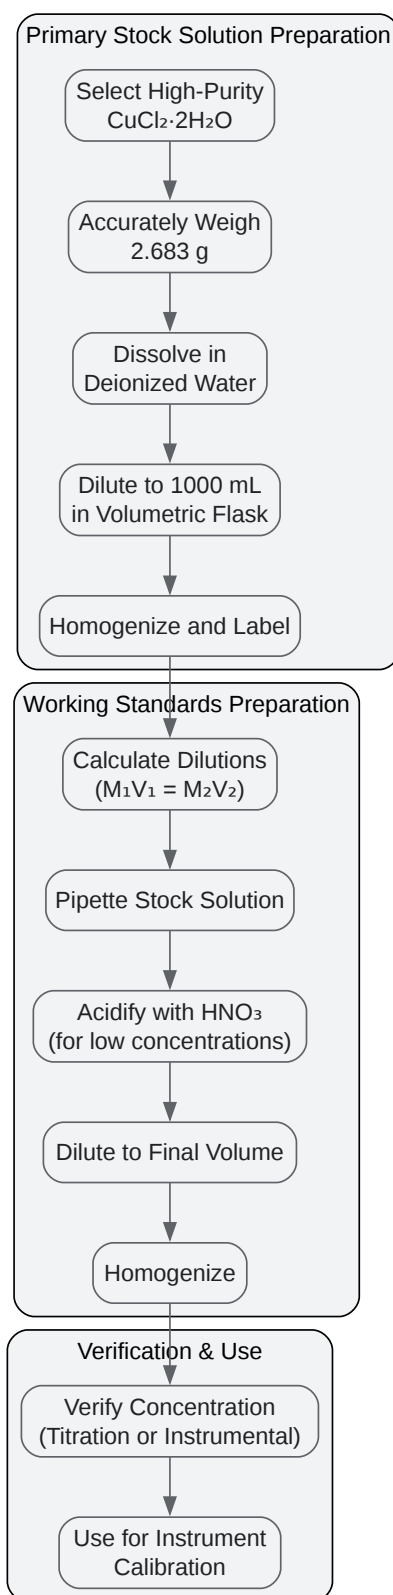 Primary Stock Solution Preparation
Select High-Purity
CuCl₂·2H₂O
Accurately Weigh
2.683 g
Dissolve in
Deionized Water
Dilute to 1000 mL
in Volumetric Flask
Homogenize and Label
Working Standards Preparation
Calculate Dilutions
(M₁V₁ = M₂V₂)
Pipette Stock Solution
Acidify with HNO₃
(for low concentrations)
Dilute to Final Volume
Homogenize
Verification & Use
Verify Concentration
(Titration or Instrumental)
Use for Instrument
Calibration